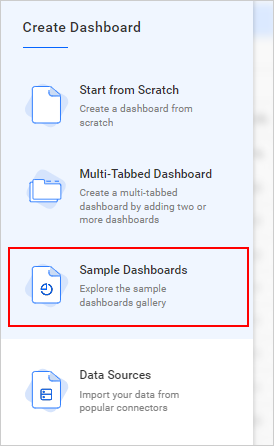 Create Dashboard
Start from Scratch
Create a dashboard from
scratch
Multi-Tabbed Dashboard
Create a multi-tabbed
dashboard by adding two or
more dashboards
Sample Dashboards
Explore the sample
dashboards gallery
Data Sources
Import your data from
popular connectors